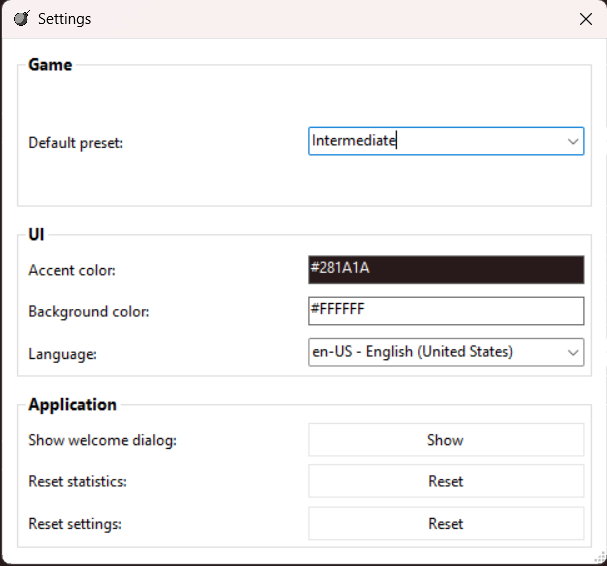 Settings
Game
Default preset: Intermediate
UI
Accent color: #281A1A
Background color: #FFFFFF
Language: en-US - English (United States)
Application
Show welcome dialog: Show
Reset statistics: Reset
Reset settings: Reset